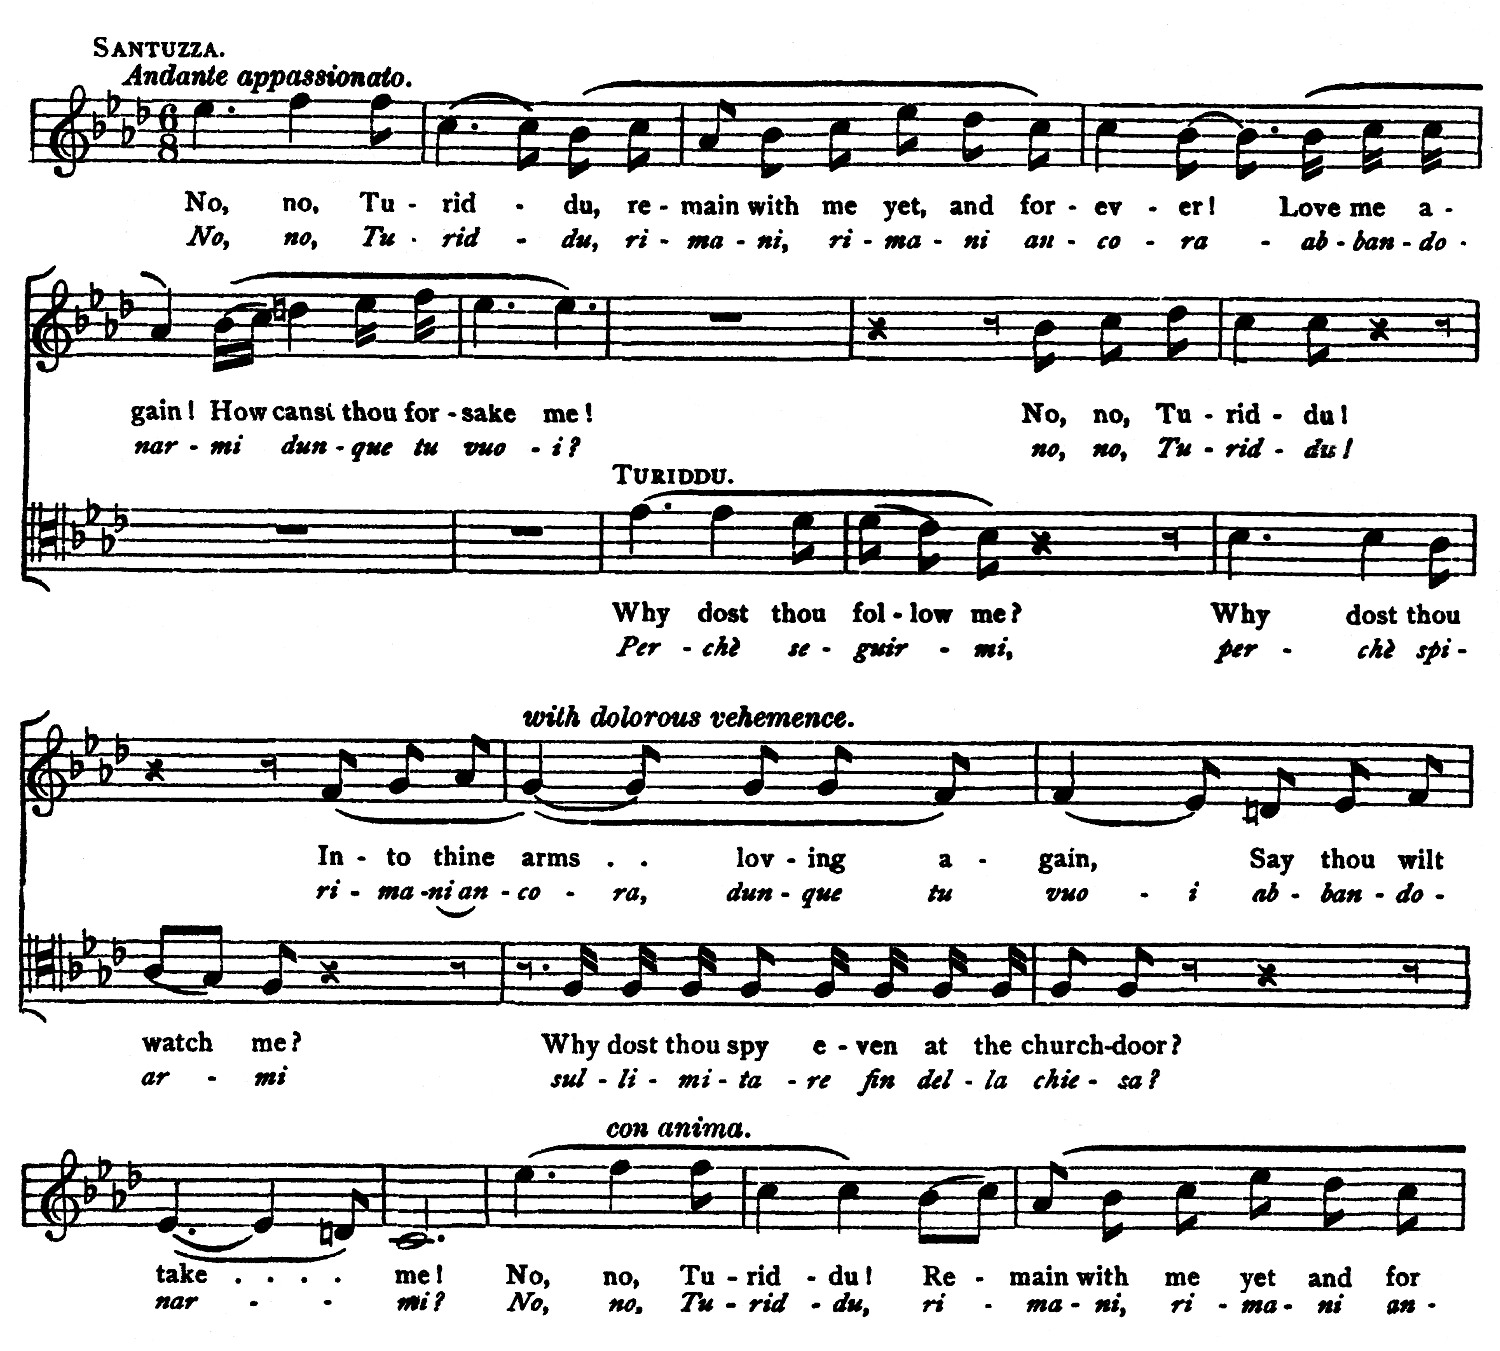 SANTUZZA.
Andante appassionato.
6
8
No, no, Tu - rid - du, re - main with me yet, and for - ev - er! Love me a -
No, no, Tu - rid - du, ri - ma - ni, ri - ma - ni an - co - ra - ab - ban - do -
gain! How canst thou for - sake me!     No, no, Tu - rid - du!
nar - mi dun - que tu vuo - i?     no, no, Tu - rid - du!
TURIDDU.
Why dost thou fol - low me?     Why dost thou
Per - chè se - guir - mi,     per - chè spi -
with dolorous vehemence.
In - to thine arms . . lov - ing a - gain, Say thou wilt
ri - ma - ni an - co - ra, dun - que tu vuo - i ab - ban - do -
watch me?     Why dost thou spy e - ven at the church-door?
ar - mi     sul - li - mi - ta - re fin del - la chie - sa?
con anima.
take . . . . me! No, no, Tu - rid - du! Re - main with me yet and for
nar - - mi? No, no, Tu - rid - du, ri - ma - ni, ri - ma - ni an -